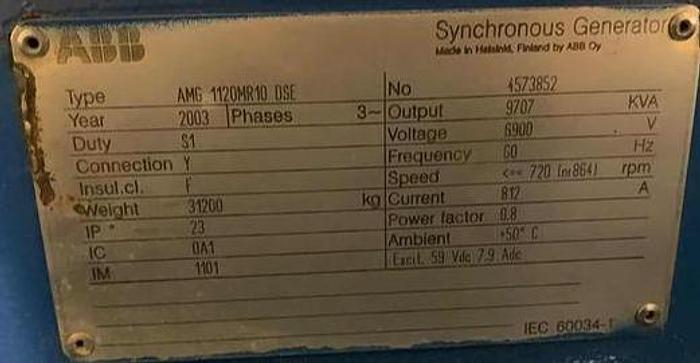 ABB
Synchronous Generator
Made in Helsinki, Finland by ABB Oy
Type AMG 1120MR10 DSE
Year 2003 Phases 3~
Duty S1
Connection Y
Insul.cl. F
Weight 31200 kg
IP 23
IC 0A1
IM 1101
No 4573852
Output 9707 KVA
Voltage 6900 V
Frequency 60 Hz
Speed <== 720 (nr864) rpm
Current 812 A
Power factor 0.8
Ambient +50° C
Excit. 59 Vdc 7.9 Adc
IEC 60034-1